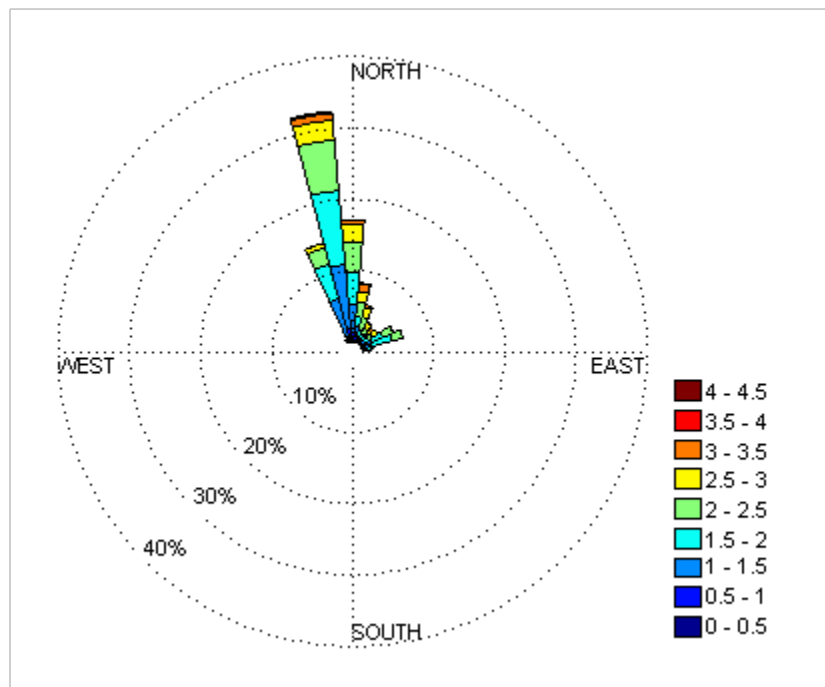 NORTH
WEST
EAST
10%
20%
30%
40%
SOUTH
4 - 4.5
3.5 - 4
3 - 3.5
2.5 - 3
2 - 2.5
1.5 - 2
1 - 1.5
0.5 - 1
0 - 0.5